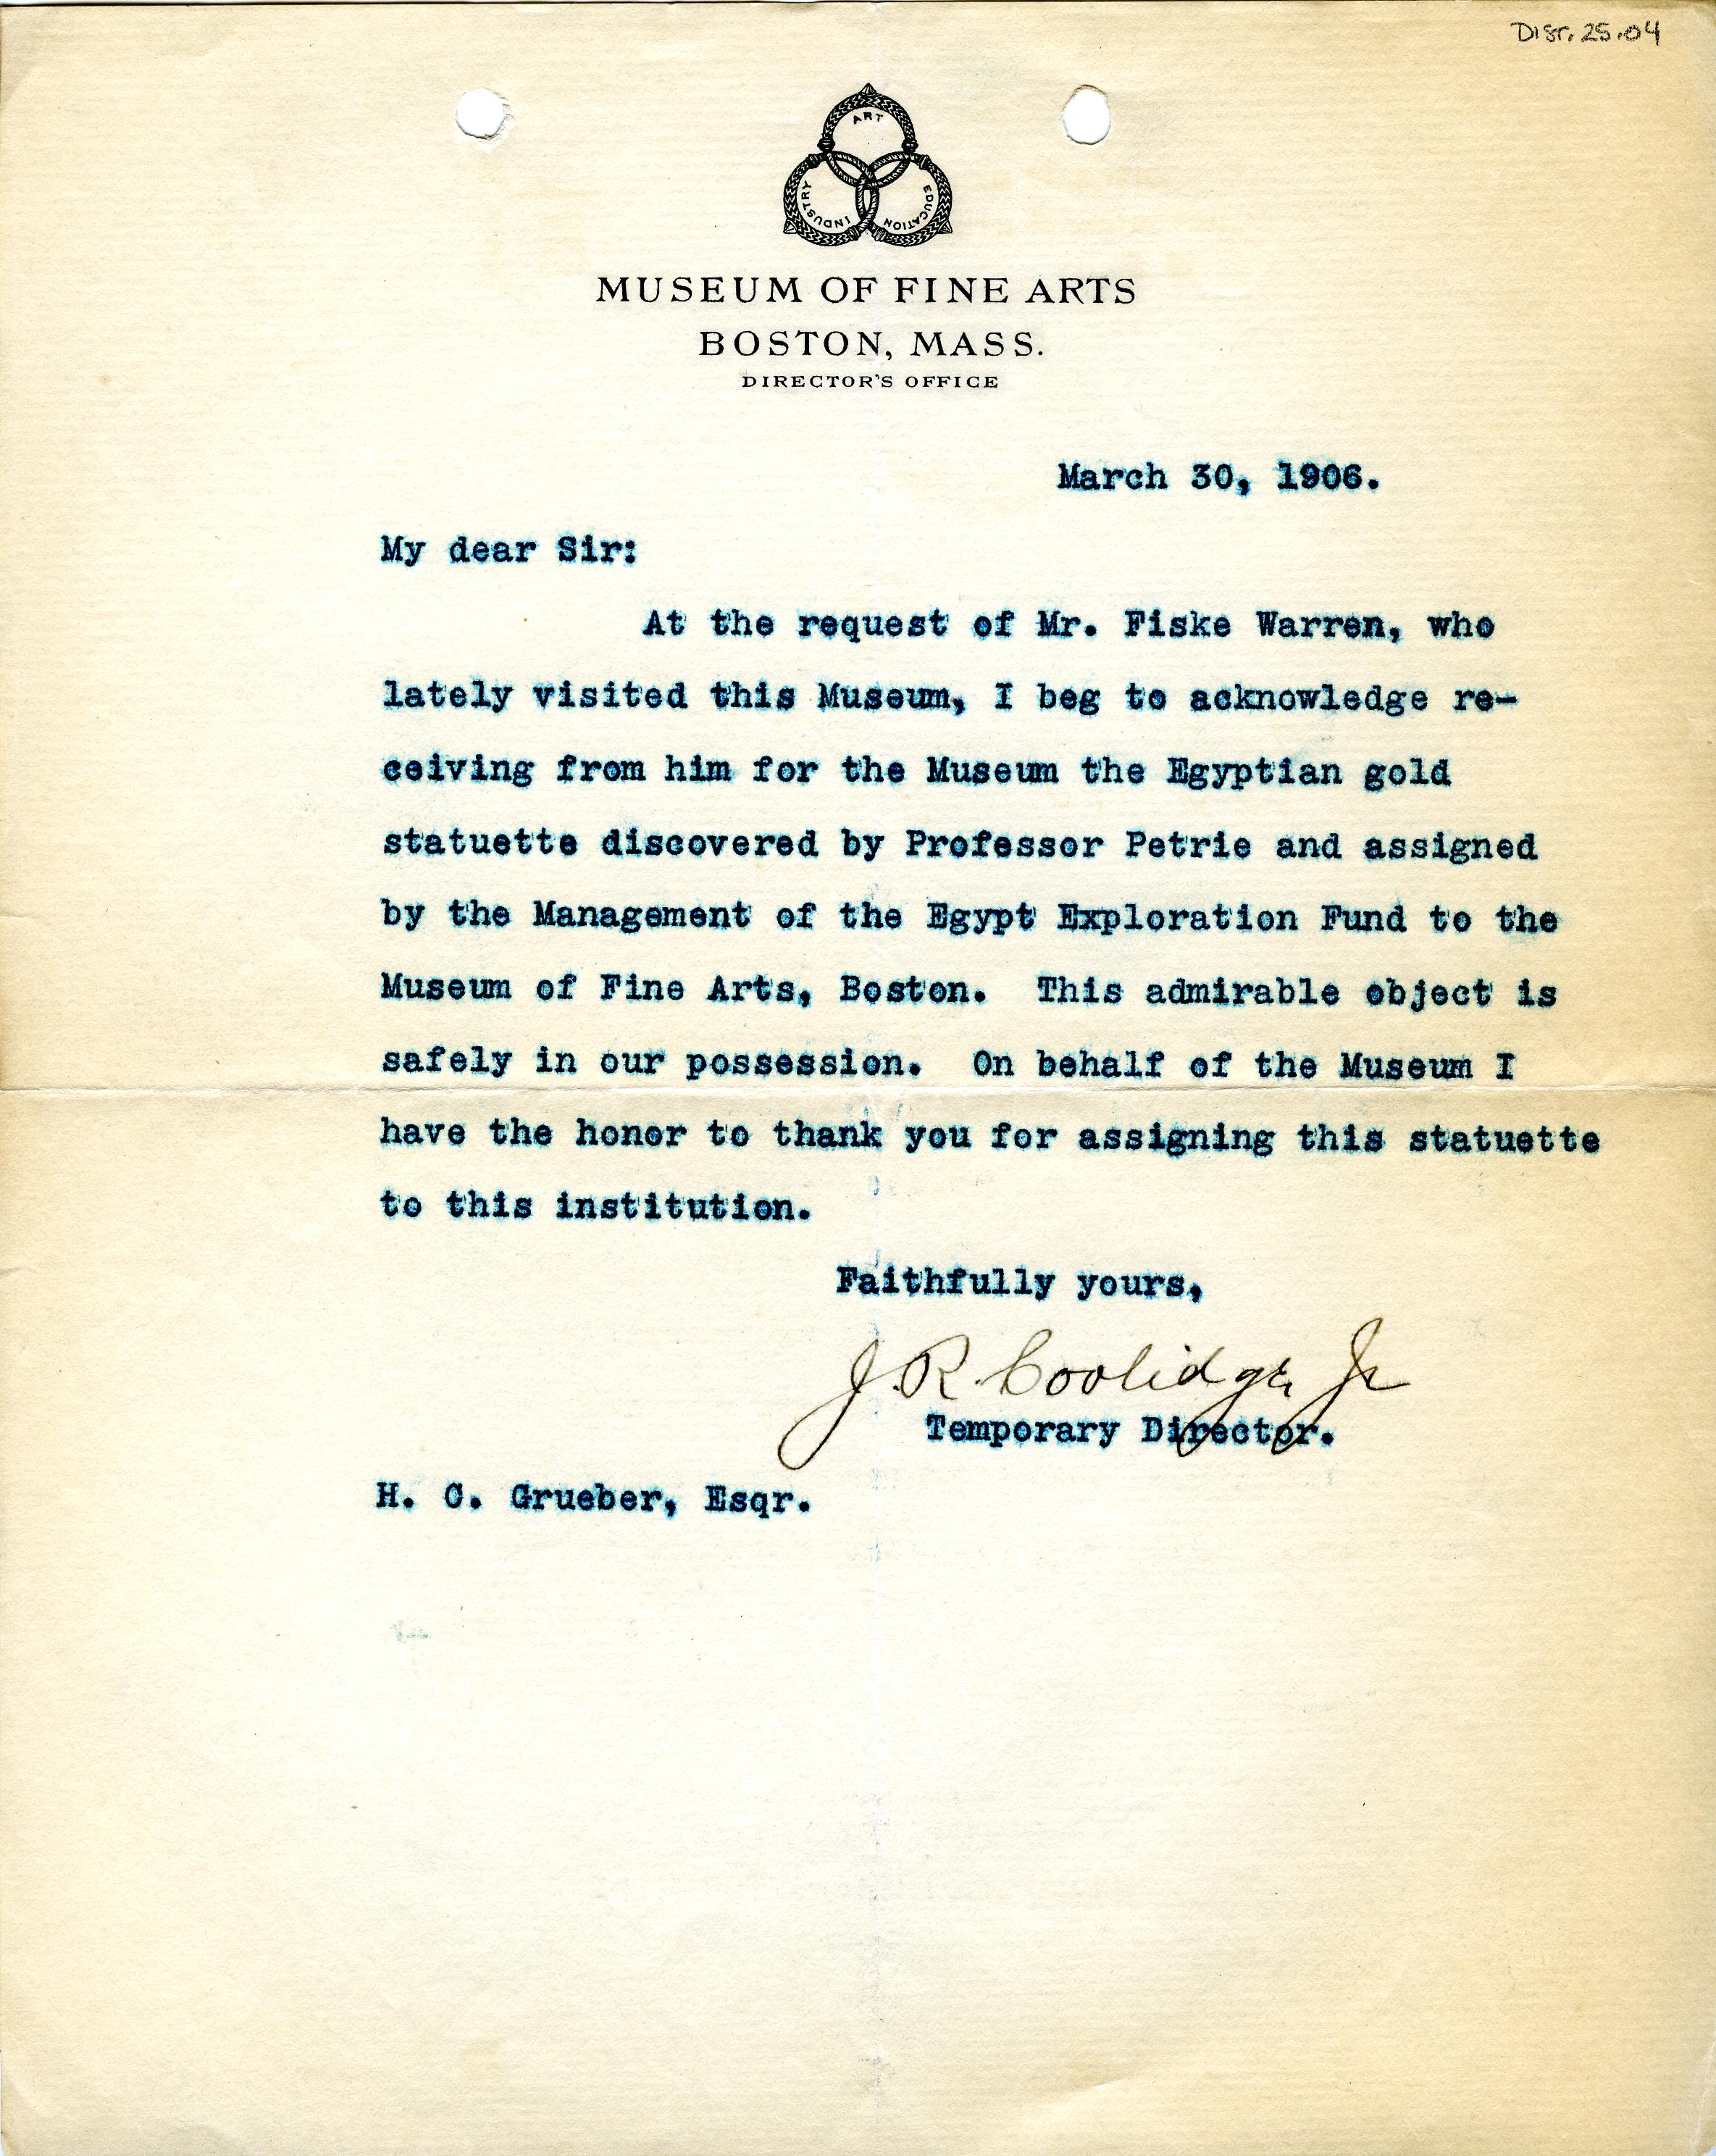 Dist. 25.04
ART
INDUSTRY
EDUCATION
MUSEUM OF FINE ARTS
BOSTON, MASS.
DIRECTOR'S OFFICE
March 30, 1906.
My dear Sir:
At the request of Mr. Fiske Warren, who
lately visited this Museum, I beg to acknowledge re-
ceiving from him for the Museum the Egyptian gold
statuette discovered by Professor Petrie and assigned
by the Management of the Egypt Exploration Fund to the
Museum of Fine Arts, Boston. This admirable object is
safely in our possession. On behalf of the Museum I
have the honor to thank you for assigning this statuette
to this institution.
Faithfully yours,
J. R. Coolidge, Jr
Temporary Director.
H. C. Grueber, Esqr.